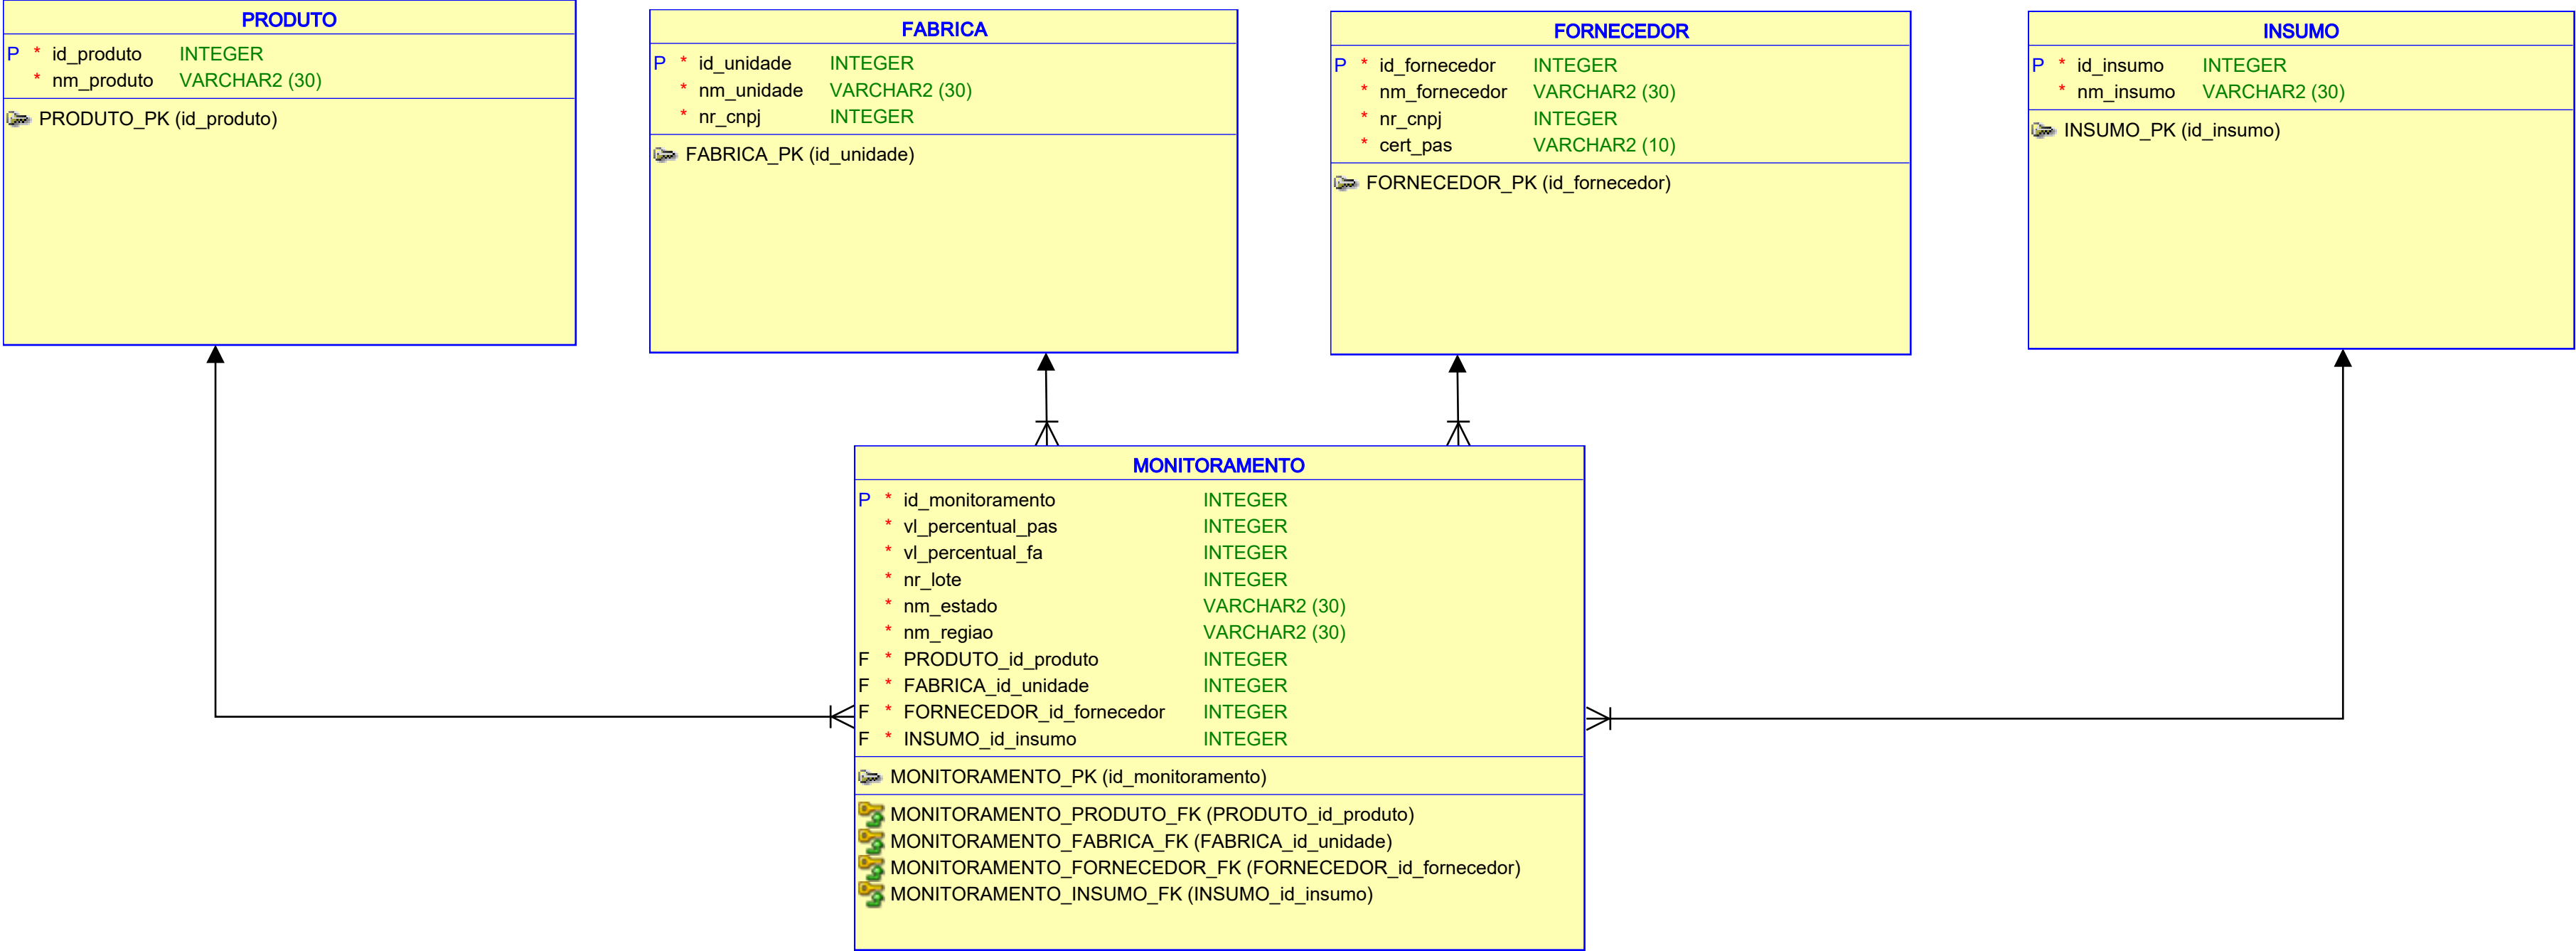 PRODUTO
P * id_produto INTEGER
* nm_produto VARCHAR2 (30)
PRODUTO_PK (id_produto)
FABRICA
P * id_unidade INTEGER
* nm_unidade VARCHAR2 (30)
* nr_cnpj INTEGER
FABRICA_PK (id_unidade)
FORNECEDOR
P * id_fornecedor INTEGER
* nm_fornecedor VARCHAR2 (30)
* nr_cnpj INTEGER
* cert_pas VARCHAR2 (10)
FORNECEDOR_PK (id_fornecedor)
INSUMO
P * id_insumo INTEGER
* nm_insumo VARCHAR2 (30)
INSUMO_PK (id_insumo)
MONITORAMENTO
P * id_monitoramento INTEGER
* vl_percentual_pas INTEGER
* vl_percentual_fa INTEGER
* nr_lote INTEGER
* nm_estado VARCHAR2 (30)
* nm_regiao VARCHAR2 (30)
F * PRODUTO_id_produto INTEGER
F * FABRICA_id_unidade INTEGER
F * FORNECEDOR_id_fornecedor INTEGER
F * INSUMO_id_insumo INTEGER
MONITORAMENTO_PK (id_monitoramento)
MONITORAMENTO_PRODUTO_FK (PRODUTO_id_produto)
MONITORAMENTO_FABRICA_FK (FABRICA_id_unidade)
MONITORAMENTO_FORNECEDOR_FK (FORNECEDOR_id_fornecedor)
MONITORAMENTO_INSUMO_FK (INSUMO_id_insumo)